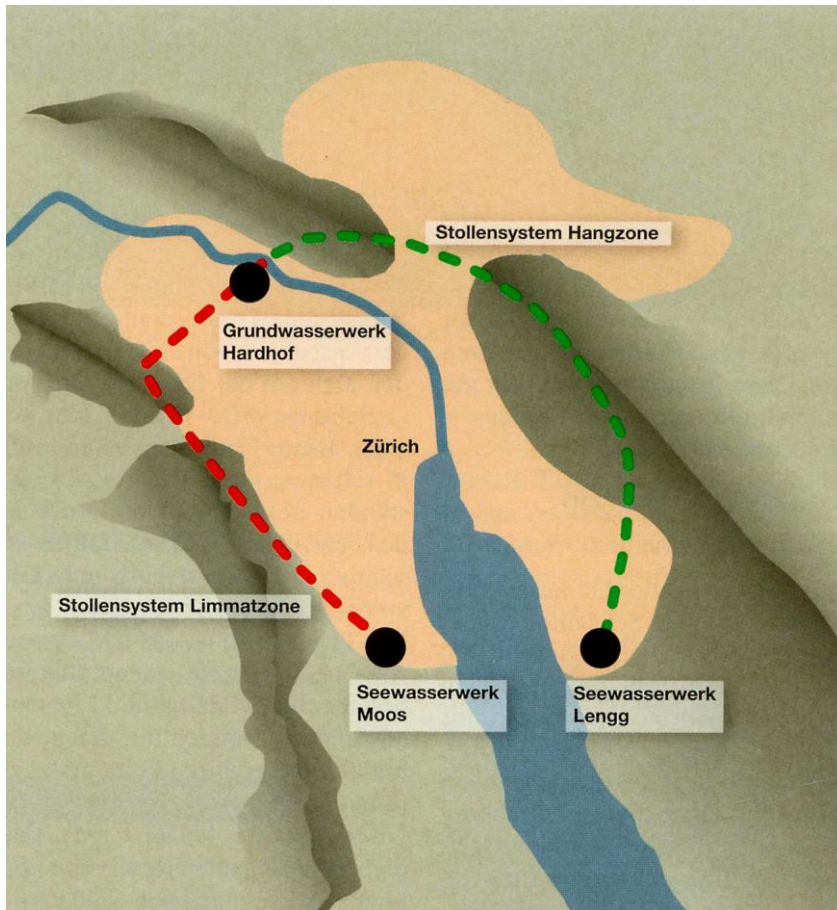 Stollensystem Hangzone
Grundwasserwerk
Hardhof
Zürich
Stollensystem Limmatzone
Seewasserwerk
Moos
Seewasserwerk
Lengg